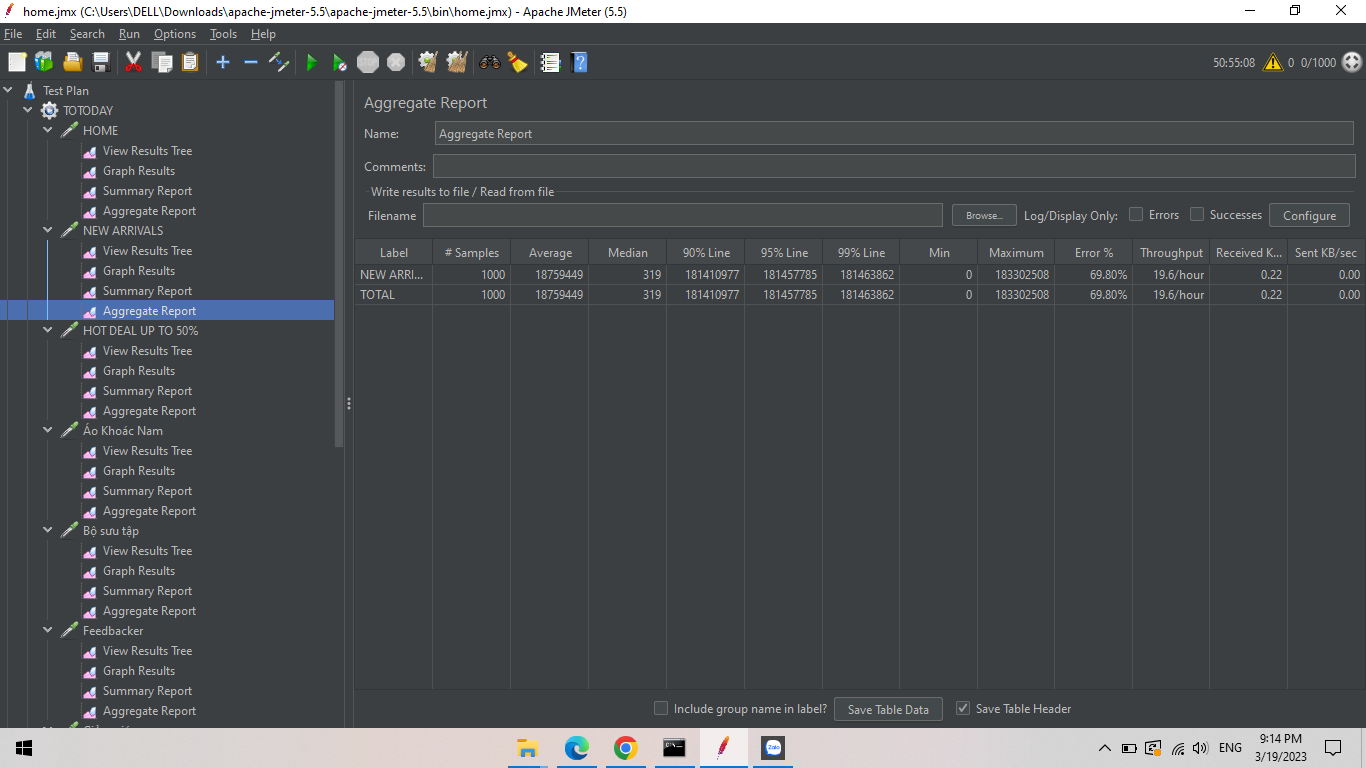 home.jmx (C:\Users\DELL\Downloads\apache-jmeter-5.5\apache-jmeter-5.5\bin\home.jmx) - Apache JMeter (5.5)
File Edit Search Run Options Tools Help
STOP 50:55:08 0 0/1000
Test Plan
TOTODAY
HOME
View Results Tree
Graph Results
Summary Report
Aggregate Report
NEW ARRIVALS
View Results Tree
Graph Results
Summary Report
Aggregate Report
HOT DEAL UP TO 50%
View Results Tree
Graph Results
Summary Report
Aggregate Report
Áo Khoác Nam
View Results Tree
Graph Results
Summary Report
Aggregate Report
Bộ sưu tập
View Results Tree
Graph Results
Summary Report
Aggregate Report
Feedbacker
View Results Tree
Graph Results
Summary Report
Aggregate Report
Aggregate Report
Name: Aggregate Report
Comments:
Write results to file / Read from file
Filename Browse... Log/Display Only: Errors Successes Configure
Label # Samples Average Median 90% Line 95% Line 99% Line Min Maximum Error % Throughput Received K... Sent KB/sec
NEW ARRI... 1000 18759449 319 181410977 181457785 181463862 0 183302508 69.80% 19.6/hour 0.22 0.00
TOTAL 1000 18759449 319 181410977 181457785 181463862 0 183302508 69.80% 19.6/hour 0.22 0.00
Include group name in label? Save Table Data Save Table Header
Zalo ENG 9:14 PM
3/19/2023